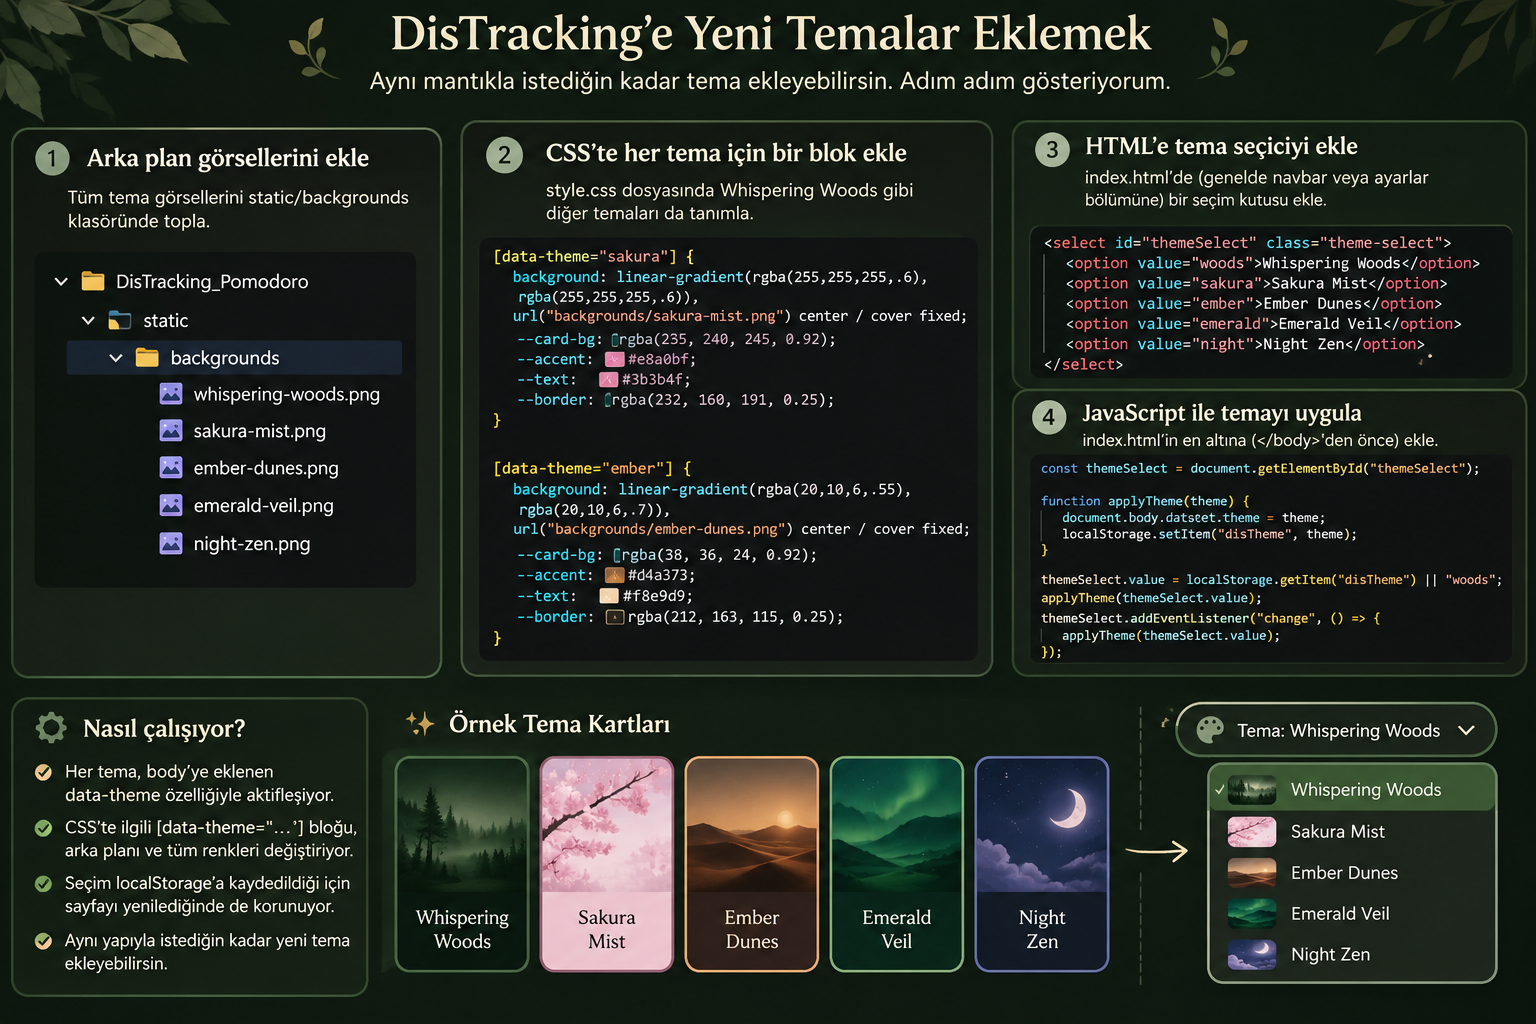 DisTracking'e Yeni Temalar Eklemek
Aynı mantıkla istediğin kadar tema ekleyebilirsin. Adım adım gösteriyorum.
1
Arka plan görsellerini ekle
Tüm tema görsellerini static/backgrounds
klasöründe topla.
DisTracking_Pomodoro
static
backgrounds
whispering-woods.png
sakura-mist.png
ember-dunes.png
emerald-veil.png
night-zen.png
2
CSS'te her tema için bir blok ekle
style.css dosyasında Whispering Woods gibi
diğer temaları da tanımla.
[data-theme="sakura"] {
background: linear-gradient(rgba(255,255,255,.6),
rgba(255,255,255,.6)),
url("backgrounds/sakura-mist.png") center / cover fixed;
--card-bg: rgba(235, 240, 245, 0.92);
--accent: #e8a0bf;
--text: #3b3b4f;
--border: rgba(232, 160, 191, 0.25);
}
[data-theme="ember"] {
background: linear-gradient(rgba(20,10,6,.55),
rgba(20,10,6,.7)),
url("backgrounds/ember-dunes.png") center / cover fixed;
--card-bg: rgba(38, 36, 24, 0.92);
--accent: #d4a373;
--text: #f8e9d9;
--border: rgba(212, 163, 115, 0.25);
}
3
HTML'e tema seçiciyi ekle
index.html'de (genelde navbar veya ayarlar
bölümüne) bir seçim kutusu ekle.
<select id="themeSelect" class="theme-select">
<option value="woods">Whispering Woods</option>
<option value="sakura">Sakura Mist</option>
<option value="ember">Ember Dunes</option>
<option value="emerald">Emerald Veil</option>
<option value="night">Night Zen</option>
</select>
4
JavaScript ile temayı uygula
index.html'in en altına (</body>'den önce) ekle.
const themeSelect = document.getElementById("themeSelect");
function applyTheme(theme) {
document.body.datseet.theme = theme;
localStorage.setItem("disTheme", theme);
}
themeSelect.value = localStorage.getItem("disTheme") || "woods";
applyTheme(themeSelect.value);
themeSelect.addEventListener("change", () => {
applyTheme(themeSelect.value);
});
Nasıl çalışıyor?
Her tema, body'ye eklenen
data-theme özelliğiyle aktifleşiyor.
CSS'te ilgili [data-theme="...'] bloğu,
arka planı ve tüm renkleri değiştiriyor.
Seçim localStorage'a kaydedildiği için
sayfayı yenilediğinde de korunuyor.
Aynı yapıyla istediğin kadar yeni tema
ekleyebilirsin.
Örnek Tema Kartları
Whispering
Woods
Sakura
Mist
Ember
Dunes
Emerald
Veil
Night
Zen
Tema: Whispering Woods
Whispering Woods
Sakura Mist
Ember Dunes
Emerald Veil
Night Zen